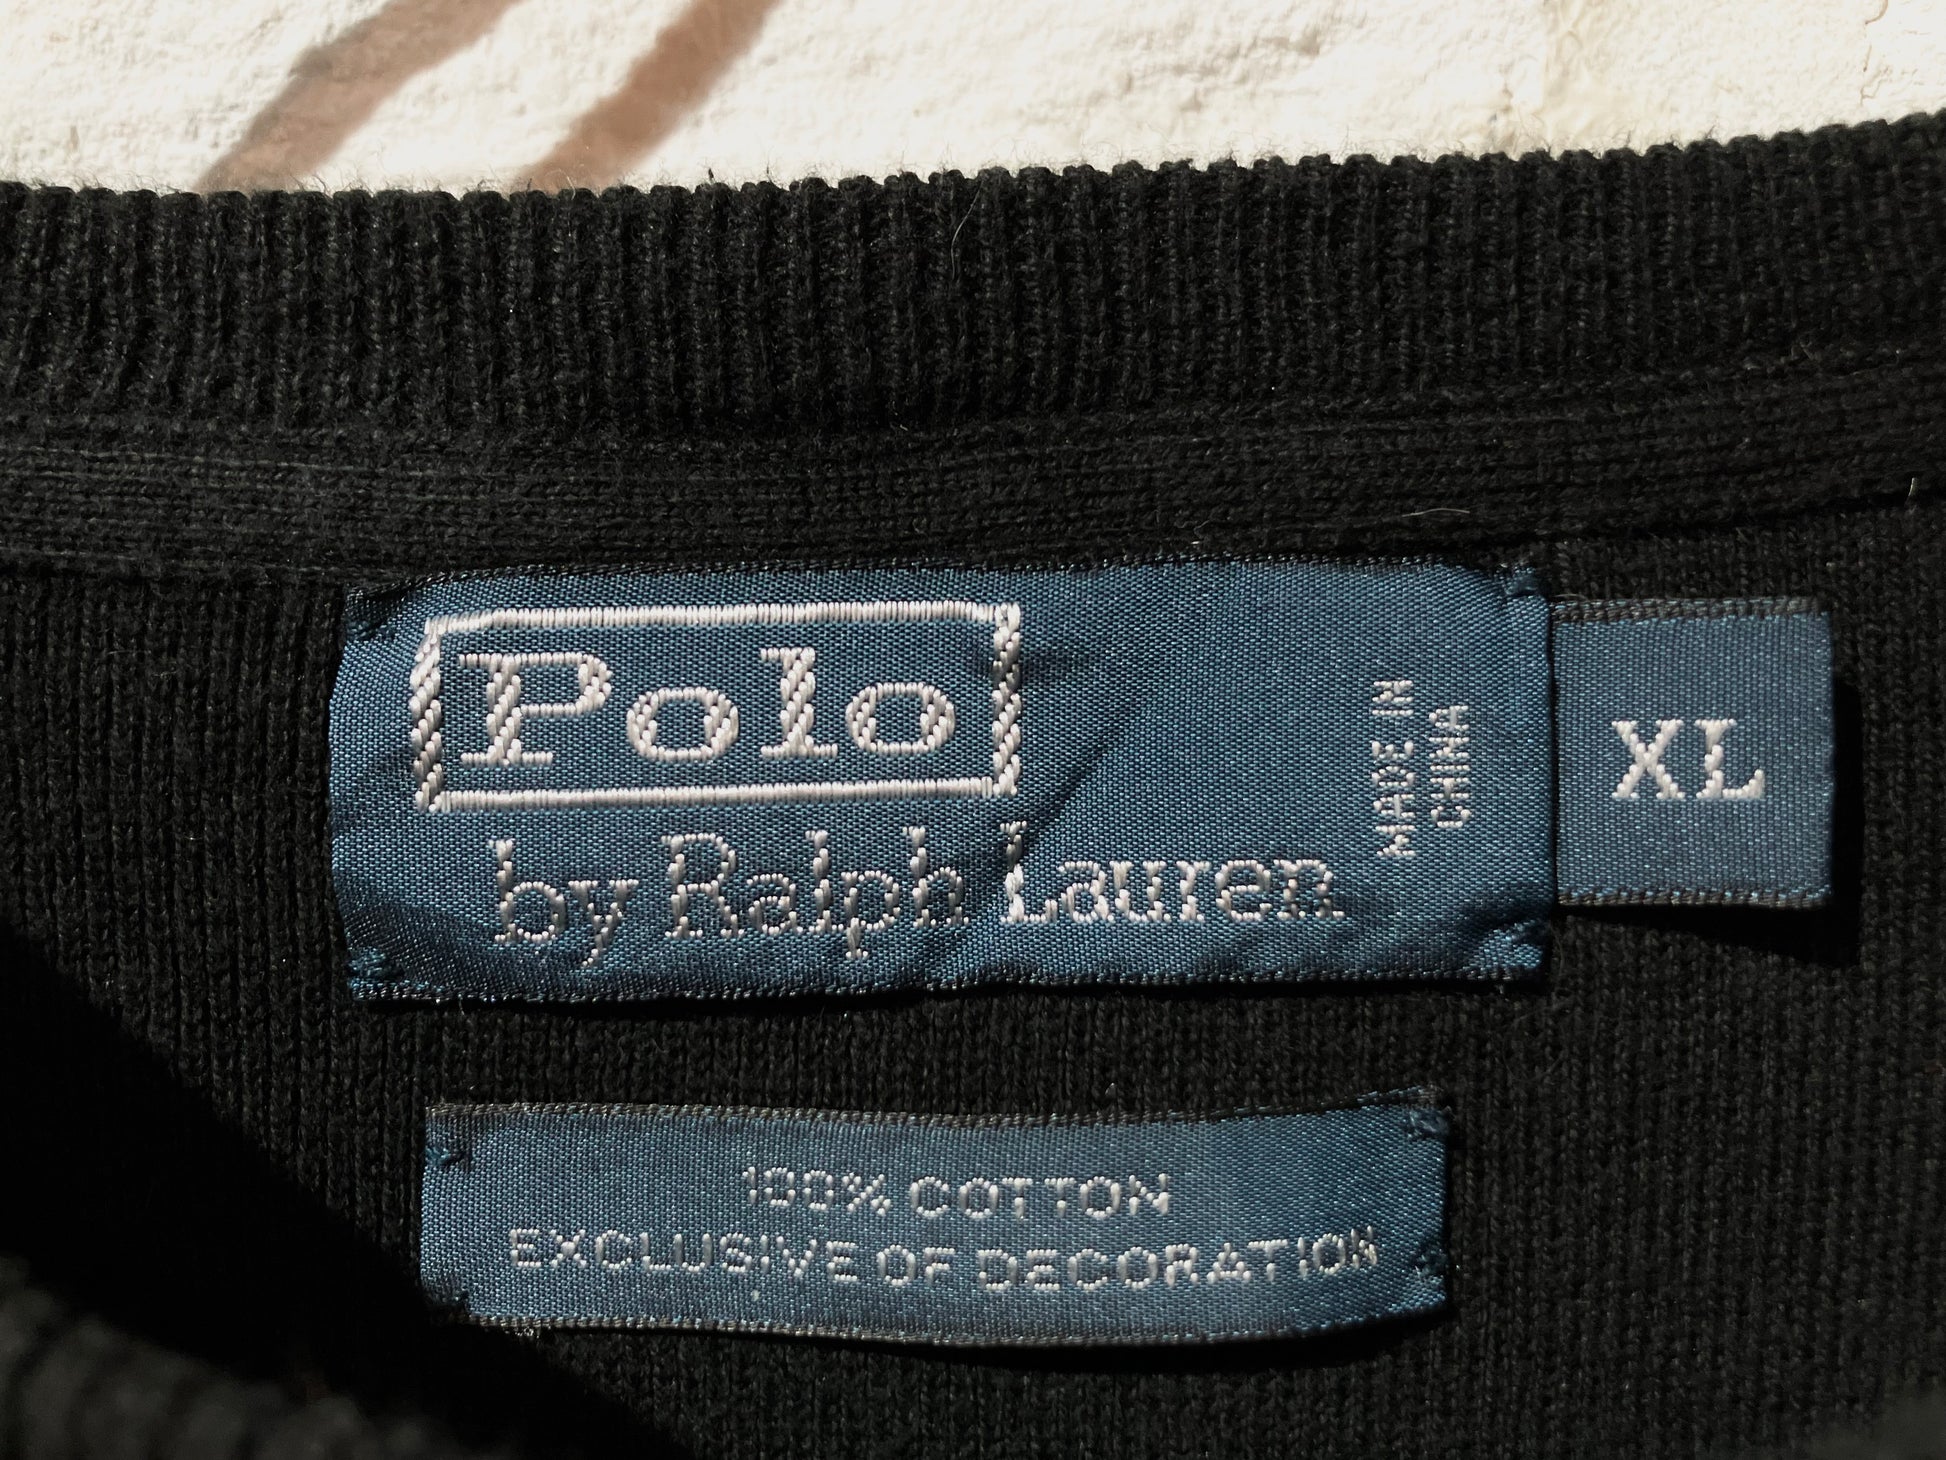 Polo
by Ralph Lauren
MADE IN
CHINA
XL
100% COTTON
EXCLUSIVE OF DECORATION